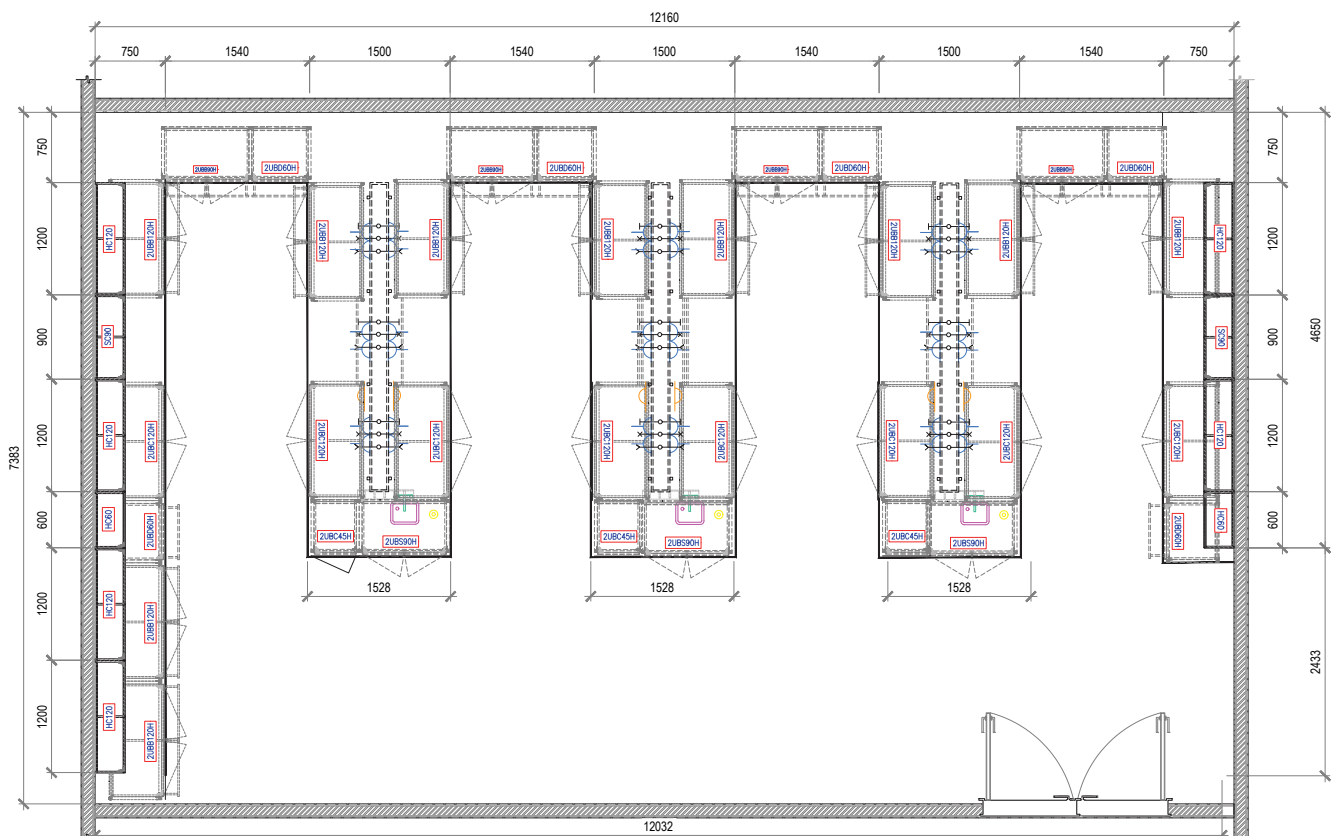 12160
750 1540 1500 1540 1500 1540 1500 1540 750
2UBB90H 2UBD60H 2UBB90H 2UBD60H 2UBB90H 2UBD60H 2UBB90H 2UBD60H
750 750
HC120 2UBB120H 2UBB120H 2UBB120H 2UBB120H 2UBB120H 2UBB120H 2UBB120H 2UBB120H HC120
1200 1200
SC90 SC90
900 900
4650
7383
HC120 2UBC120H 2UBC120H 2UBC120H 2UBC120H 2UBC120H 2UBC120H 2UBC120H 2UBC120H HC120
1200 1200
HC60 2UBD60H 2UBD60H HC60
600 600
2UBC45H 2UBS90H 2UBC45H 2UBS90H 2UBC45H 2UBS90H
1528 1528 1528
HC120 2UBB120H
1200
2433
HC120 2UBB120H
1200
12032